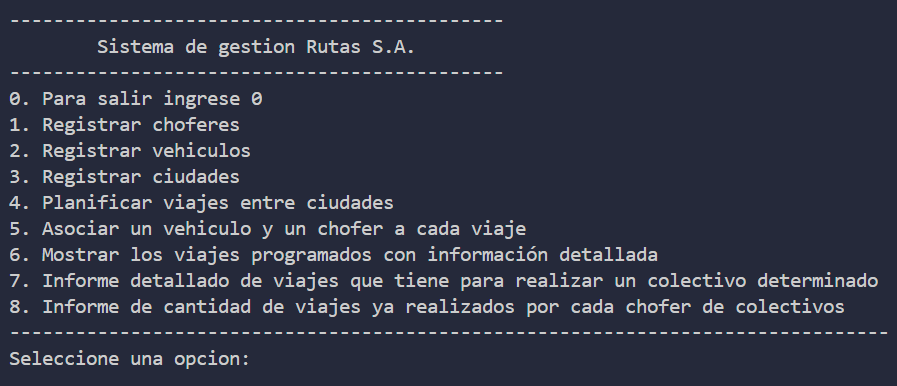 ---------------------------------------------
Sistema de gestion Rutas S.A.
---------------------------------------------
0. Para salir ingrese 0
1. Registrar choferes
2. Registrar vehiculos
3. Registrar ciudades
4. Planificar viajes entre ciudades
5. Asociar un vehiculo y un chofer a cada viaje
6. Mostrar los viajes programados con información detallada
7. Informe detallado de viajes que tiene para realizar un colectivo determinado
8. Informe de cantidad de viajes ya realizados por cada chofer de colectivos
--------------------------------------------------------------------------------
Seleccione una opcion: